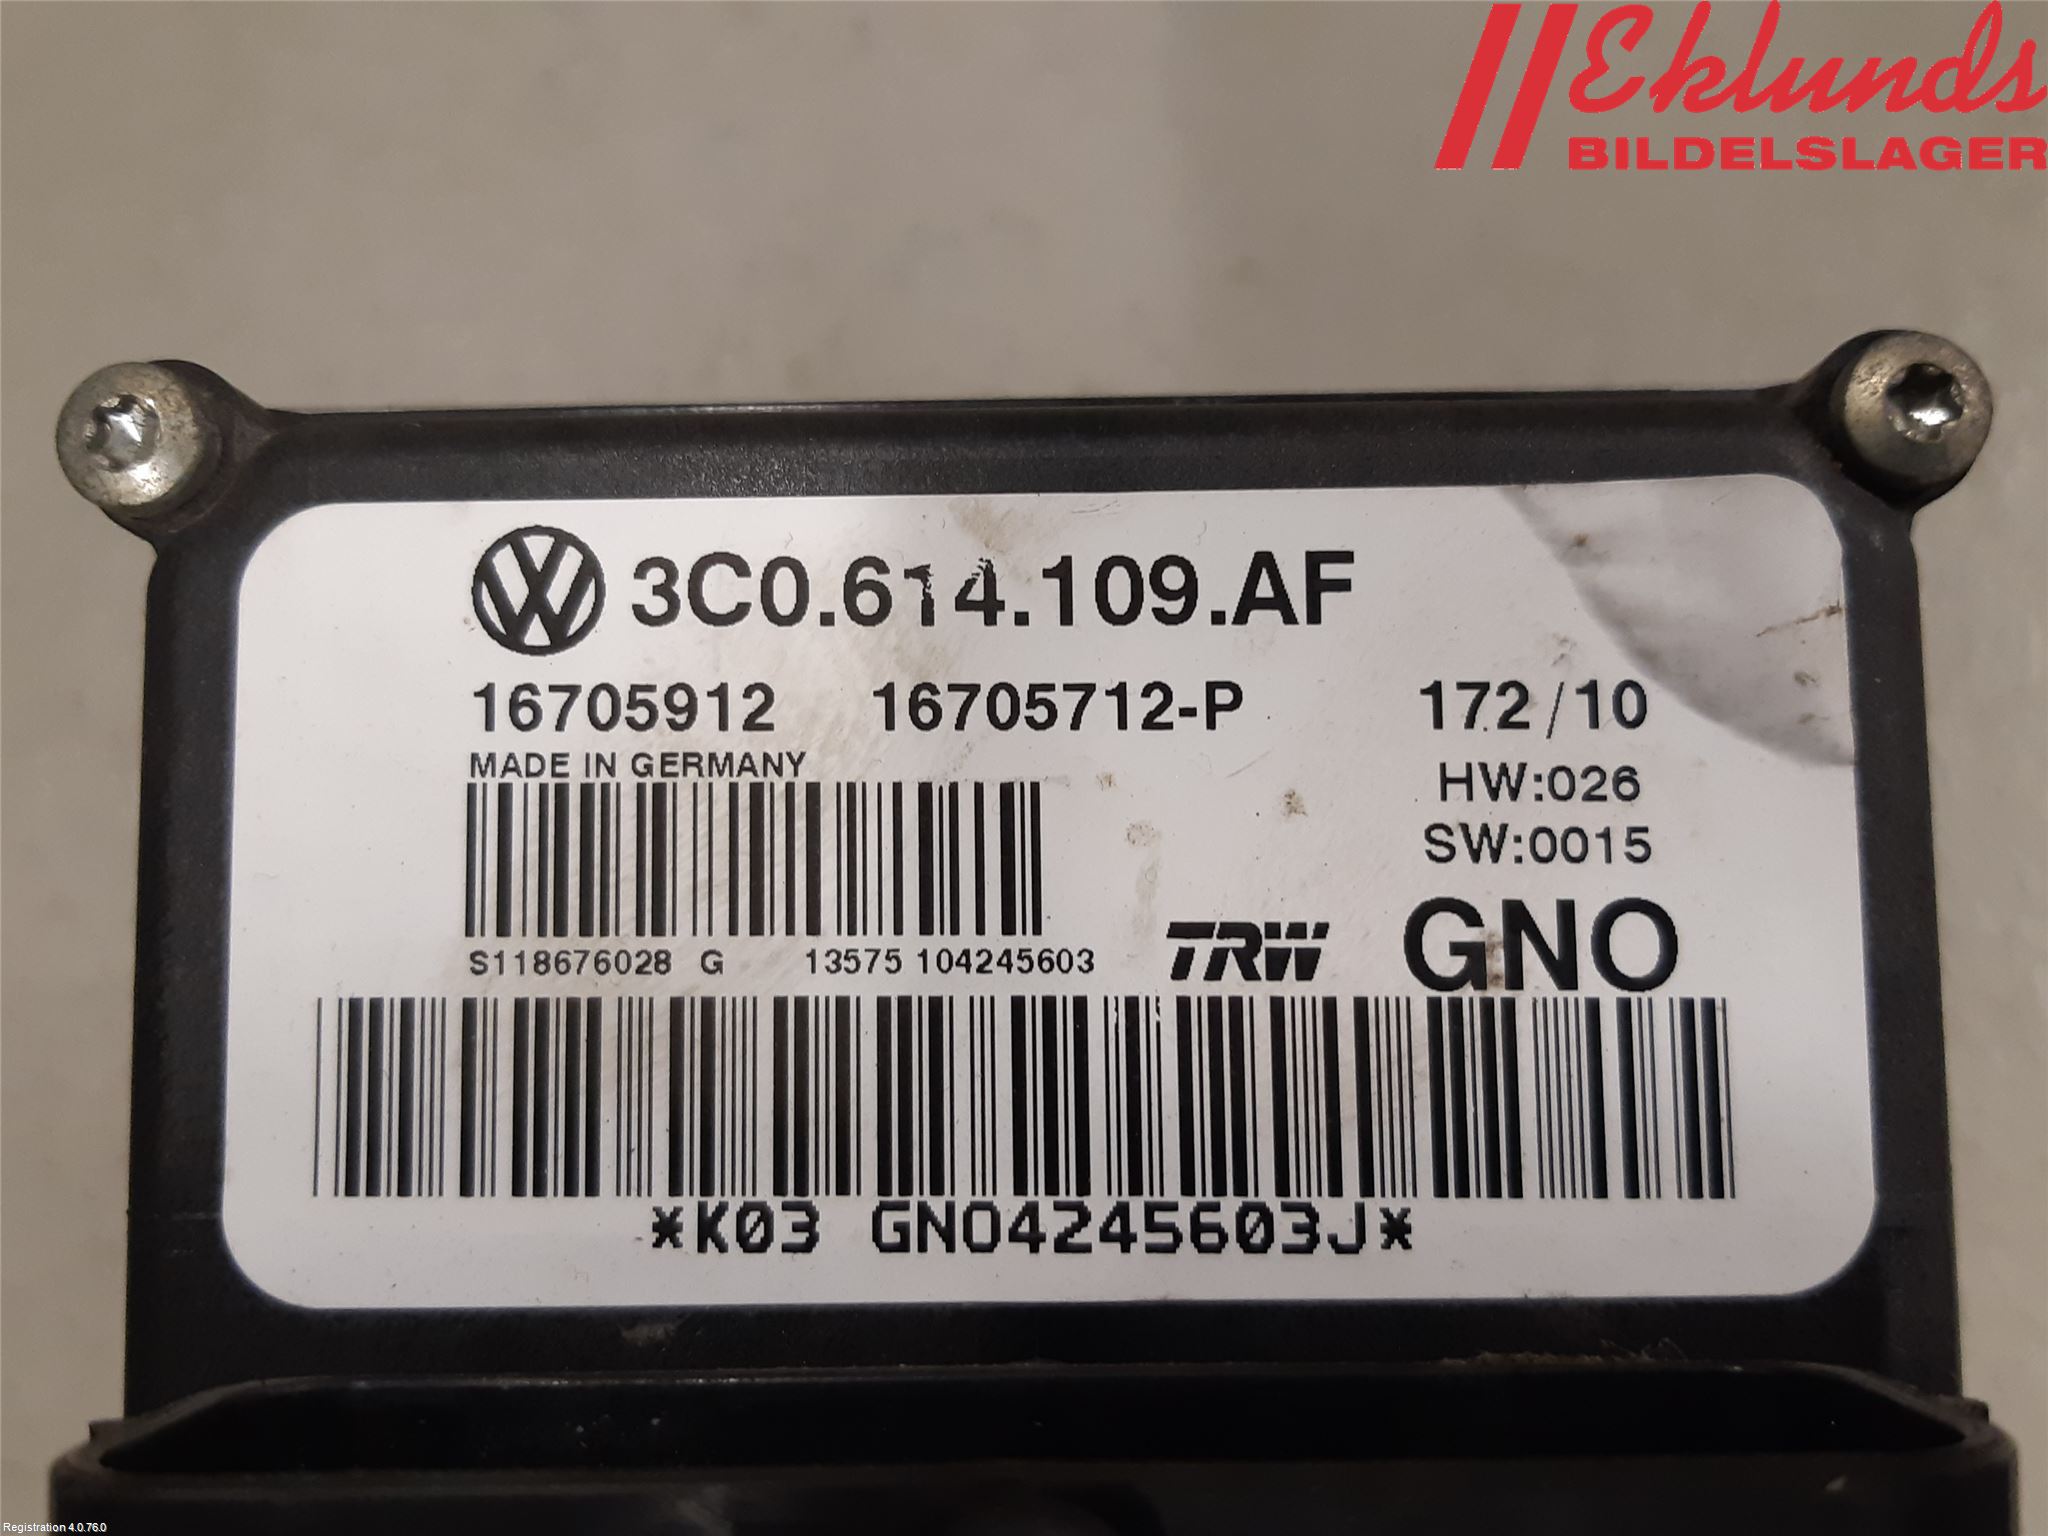 Eklunds
BILDELSLAGER
3C0.614.109.AF
16705912 16705712-P 172/10
MADE IN GERMANY
HW:026
SW:0015
S118676028 G 13575 104245603
TRW GNO
*K03 GNO4245603J*
Registration 4.0.76.0